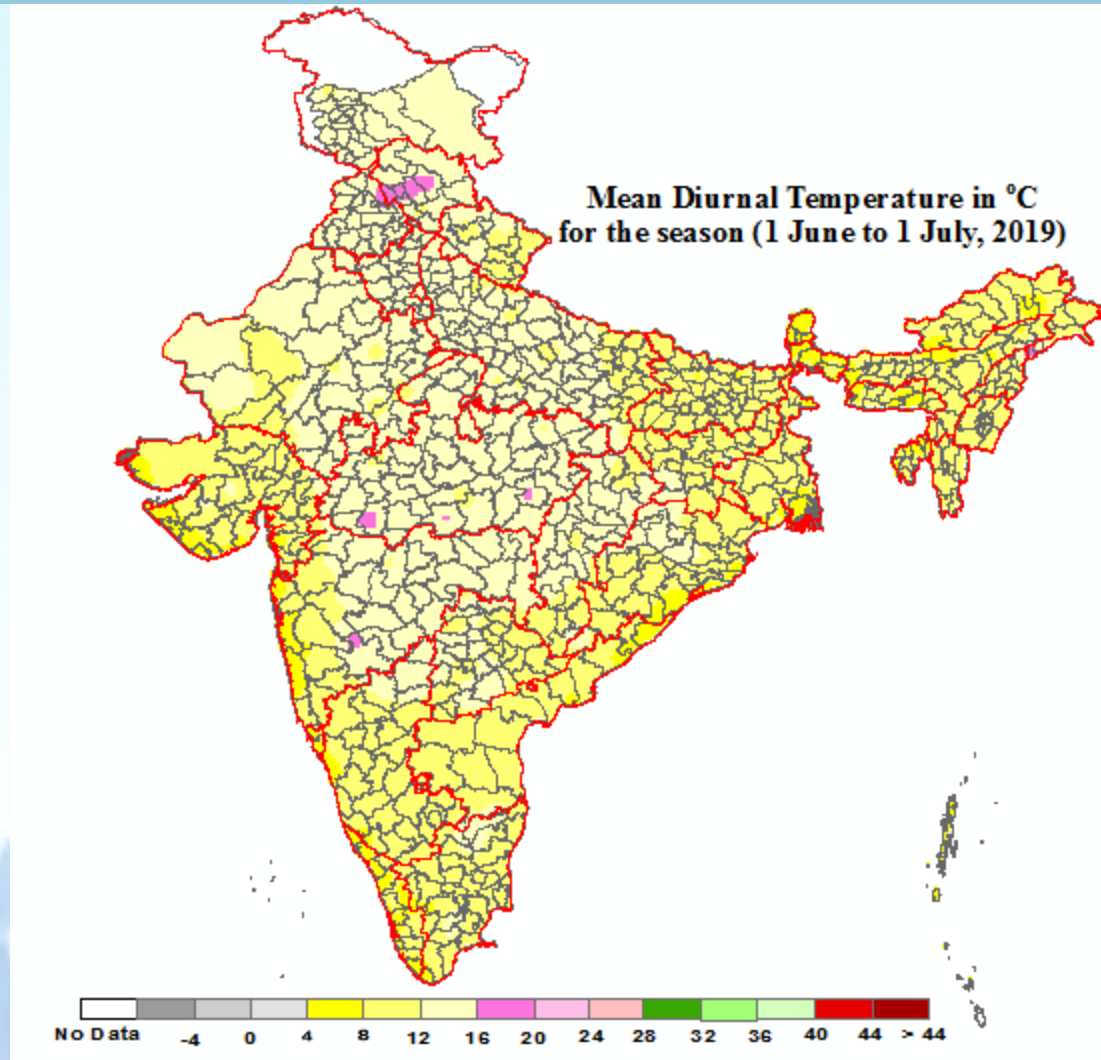 Mean Diurnal Temperature in °C
for the season (1 June to 1 July, 2019)
No Data -4 0 4 8 12 16 20 24 28 32 36 40 44 > 44